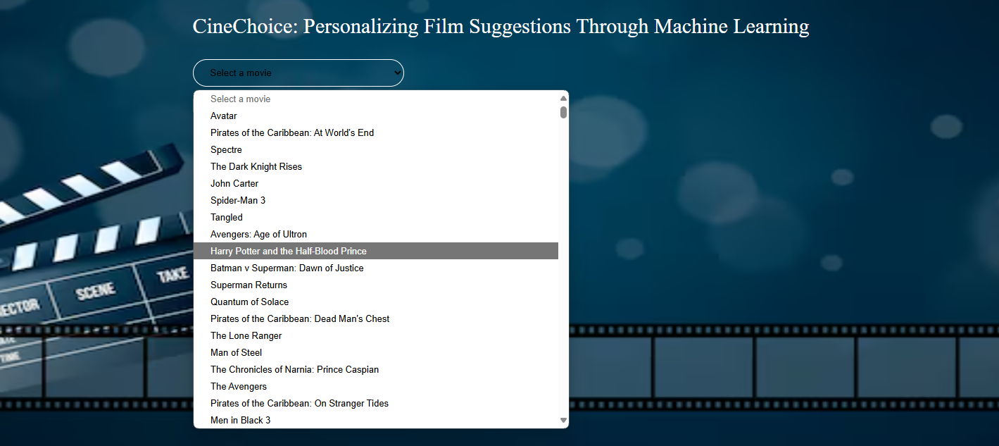 CineChoice: Personalizing Film Suggestions Through Machine Learning
Select a movie
Select a movie
Avatar
Pirates of the Caribbean: At World's End
Spectre
The Dark Knight Rises
John Carter
Spider-Man 3
Tangled
Avengers: Age of Ultron
Harry Potter and the Half-Blood Prince
Batman v Superman: Dawn of Justice
Superman Returns
Quantum of Solace
Pirates of the Caribbean: Dead Man's Chest
The Lone Ranger
Man of Steel
The Chronicles of Narnia: Prince Caspian
The Avengers
Pirates of the Caribbean: On Stranger Tides
Men in Black 3
ECTOR SCENE TAKE
TIME